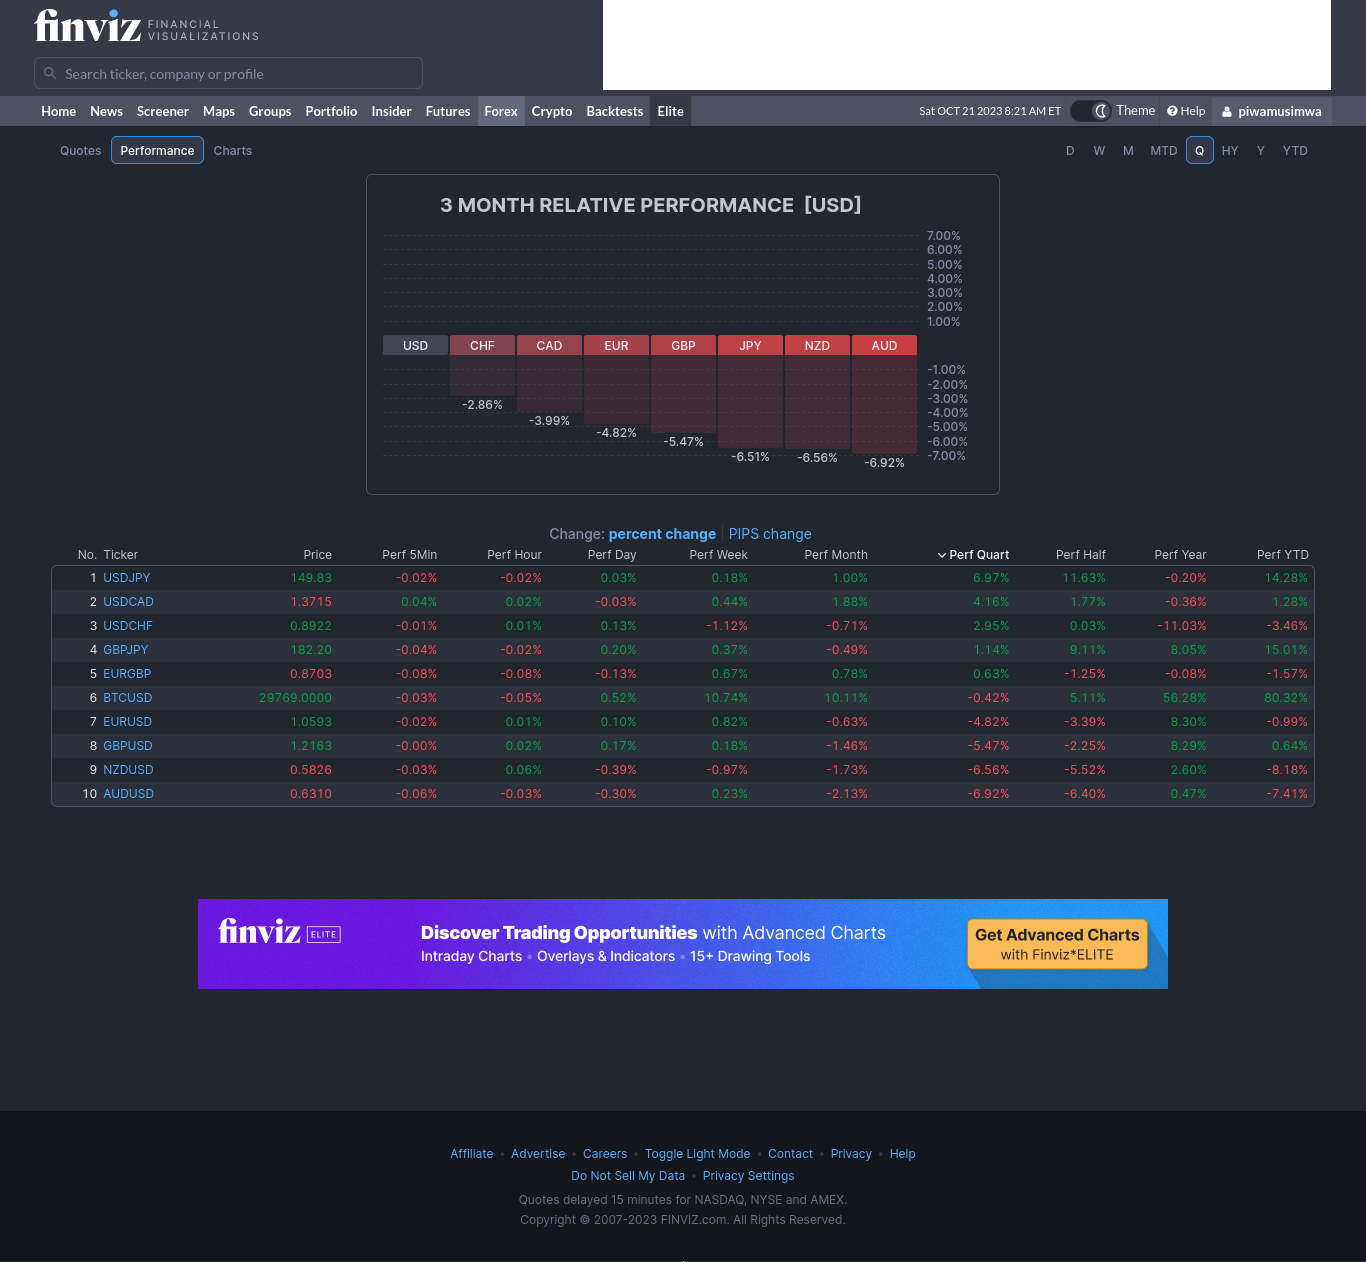 finviz FINANCIAL VISUALIZATIONS
Search ticker, company or profile
Home News Screener Maps Groups Portfolio Insider Futures Forex Crypto Backtests Elite Sat OCT 21 2023 8:21 AM ET Theme Help piwamusimwa
Quotes Performance Charts D W M MTD Q HY Y YTD
3 MONTH RELATIVE PERFORMANCE [USD]
7.00%
6.00%
5.00%
4.00%
3.00%
2.00%
1.00%
USD CHF CAD EUR GBP JPY NZD AUD
-1.00%
-2.00%
-3.00%
-4.00%
-5.00%
-6.00%
-7.00%
-2.86%
-3.99%
-4.82%
-5.47%
-6.51%
-6.56%
-6.92%
Change: percent change PIPS change
No. Ticker Price Perf 5Min Perf Hour Perf Day Perf Week Perf Month Perf Quart Perf Half Perf Year Perf YTD
1 USDJPY 149.83 -0.02% -0.02% 0.03% 0.18% 1.00% 6.97% 11.63% -0.20% 14.28%
2 USDCAD 1.3715 0.04% 0.02% -0.03% 0.44% 1.88% 4.16% 1.77% -0.36% 1.28%
3 USDCHF 0.8922 -0.01% 0.01% 0.13% -1.12% -0.71% 2.95% 0.03% -11.03% -3.46%
4 GBPJPY 182.20 -0.04% -0.02% 0.20% 0.37% -0.49% 1.14% 9.11% 8.05% 15.01%
5 EURGBP 0.8703 -0.08% -0.08% -0.13% 0.67% 0.78% 0.63% -1.25% -0.08% -1.57%
6 BTCUSD 29769.0000 -0.03% -0.05% 0.52% 10.74% 10.11% -0.42% 5.11% 56.28% 80.32%
7 EURUSD 1.0593 -0.02% 0.01% 0.10% 0.82% -0.63% -4.82% -3.39% 8.30% -0.99%
8 GBPUSD 1.2163 -0.00% 0.02% 0.17% 0.18% -1.46% -5.47% -2.25% 8.29% 0.64%
9 NZDUSD 0.5826 -0.03% 0.06% -0.39% -0.97% -1.73% -6.56% -5.52% 2.60% -8.18%
10 AUDUSD 0.6310 -0.06% -0.03% -0.30% 0.23% -2.13% -6.92% -6.40% 0.47% -7.41%
finviz ELITE
Discover Trading Opportunities with Advanced Charts
Intraday Charts • Overlays & Indicators • 15+ Drawing Tools
Get Advanced Charts
with Finviz*ELITE
Affiliate • Advertise • Careers • Toggle Light Mode • Contact • Privacy • Help
Do Not Sell My Data • Privacy Settings
Quotes delayed 15 minutes for NASDAQ, NYSE and AMEX.
Copyright © 2007-2023 FINVIZ.com. All Rights Reserved.